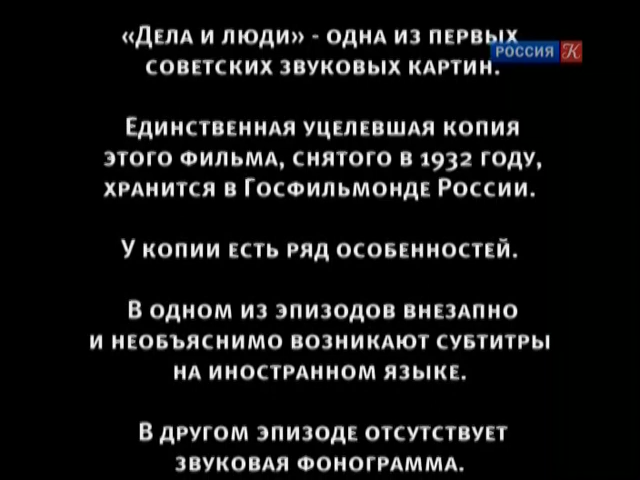 «Дела и люди» - одна из первых
РОССИЯ К
советских звуковых картин.
Единственная уцелевшая копия
этого фильма, снятого в 1932 году,
хранится в Госфильмонде России.
У копии есть ряд особенностей.
В одном из эпизодов внезапно
и необъяснимо возникают субтитры
на иностранном языке.
В другом эпизоде отсутствует
звуковая фонограмма.